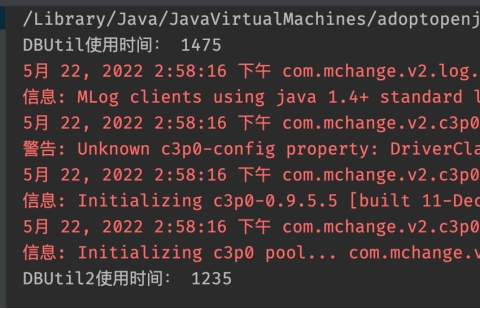 /Library/Java/JavaVirtualMachines/adoptopenj
DBUtil使用时间： 1475
5月 22, 2022 2:58:16 下午 com.mchange.v2.log.
信息: MLog clients using java 1.4+ standard l
5月 22, 2022 2:58:16 下午 com.mchange.v2.c3p0
警告: Unknown c3p0-config property: DriverCla
5月 22, 2022 2:58:16 下午 com.mchange.v2.c3p0
信息: Initializing c3p0-0.9.5.5 [built 11-Dec
5月 22, 2022 2:58:16 下午 com.mchange.v2.c3p0
信息: Initializing c3p0 pool... com.mchange.v
DBUtil2使用时间： 1235